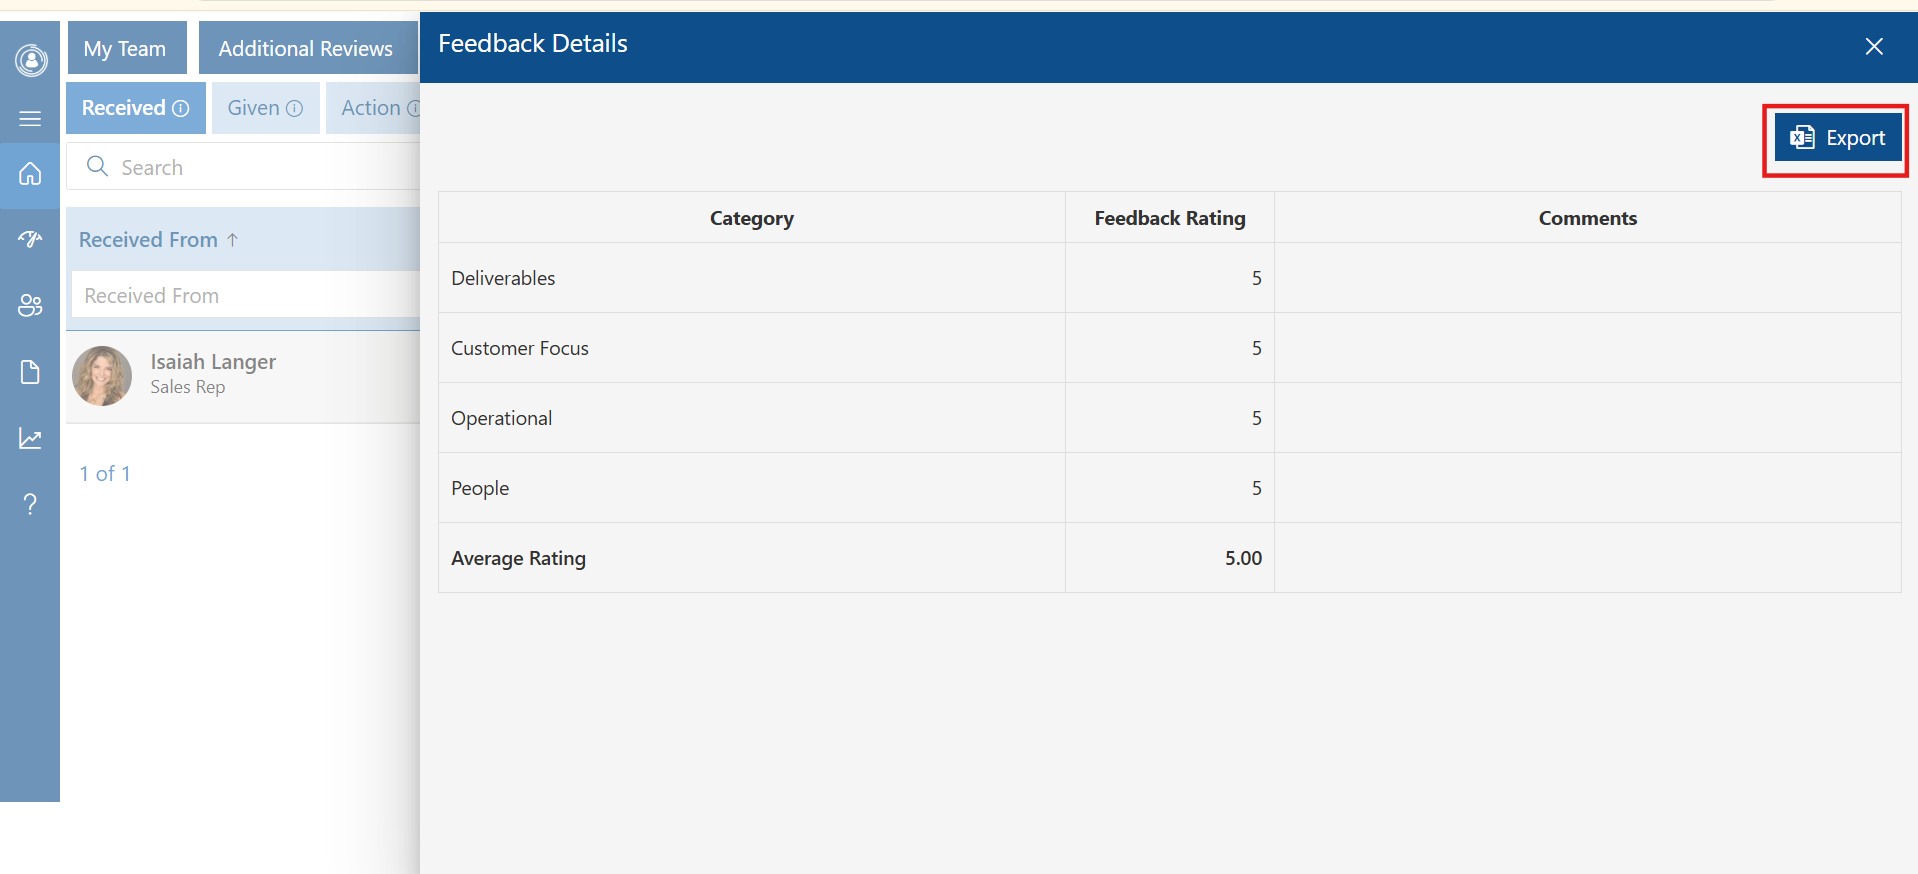 My Team
Additional Reviews
Received
Given
Action
Search
Received From ↑
Received From
Isaiah Langer
Sales Rep
1 of 1
?
Feedback Details
Export
Category Feedback Rating Comments
Deliverables 5
Customer Focus 5
Operational 5
People 5
Average Rating 5.00